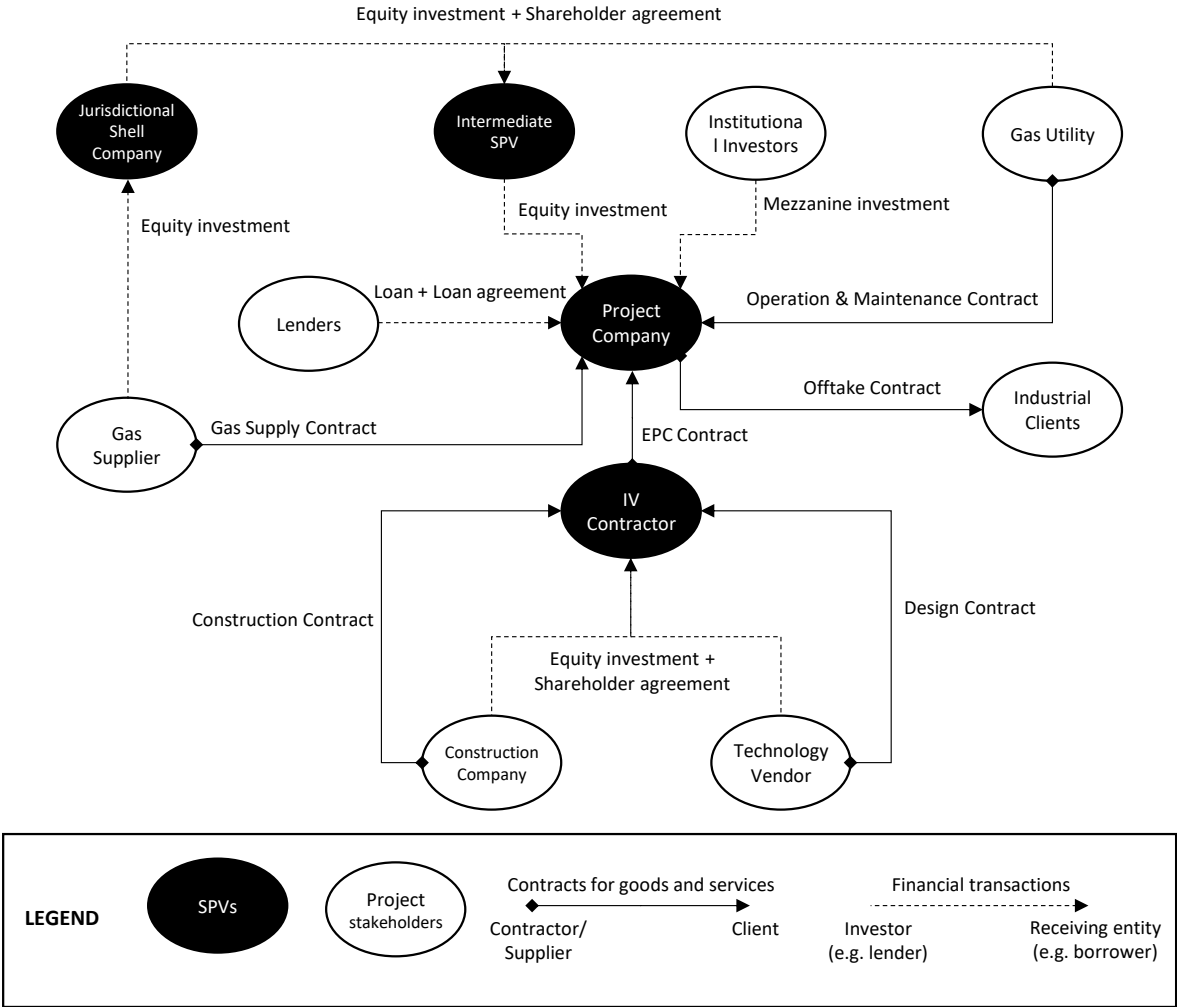 Equity investment + Shareholder agreement
Jurisdictional
Shell
Company
Intermediate
SPV
Institutiona
l Investors
Gas Utility
Equity investment
Equity investment
Mezzanine investment
Loan + Loan agreement
Lenders
Project
Company
Operation & Maintenance Contract
Offtake Contract
Industrial
Clients
Gas
Supplier
Gas Supply Contract
EPC Contract
IV
Contractor
Construction Contract
Design Contract
Equity investment +
Shareholder agreement
Construction
Company
Technology
Vendor
LEGEND
SPVs
Project
stakeholders
Contracts for goods and services
Contractor/
Supplier
Client
Financial transactions
Investor
(e.g. lender)
Receiving entity
(e.g. borrower)